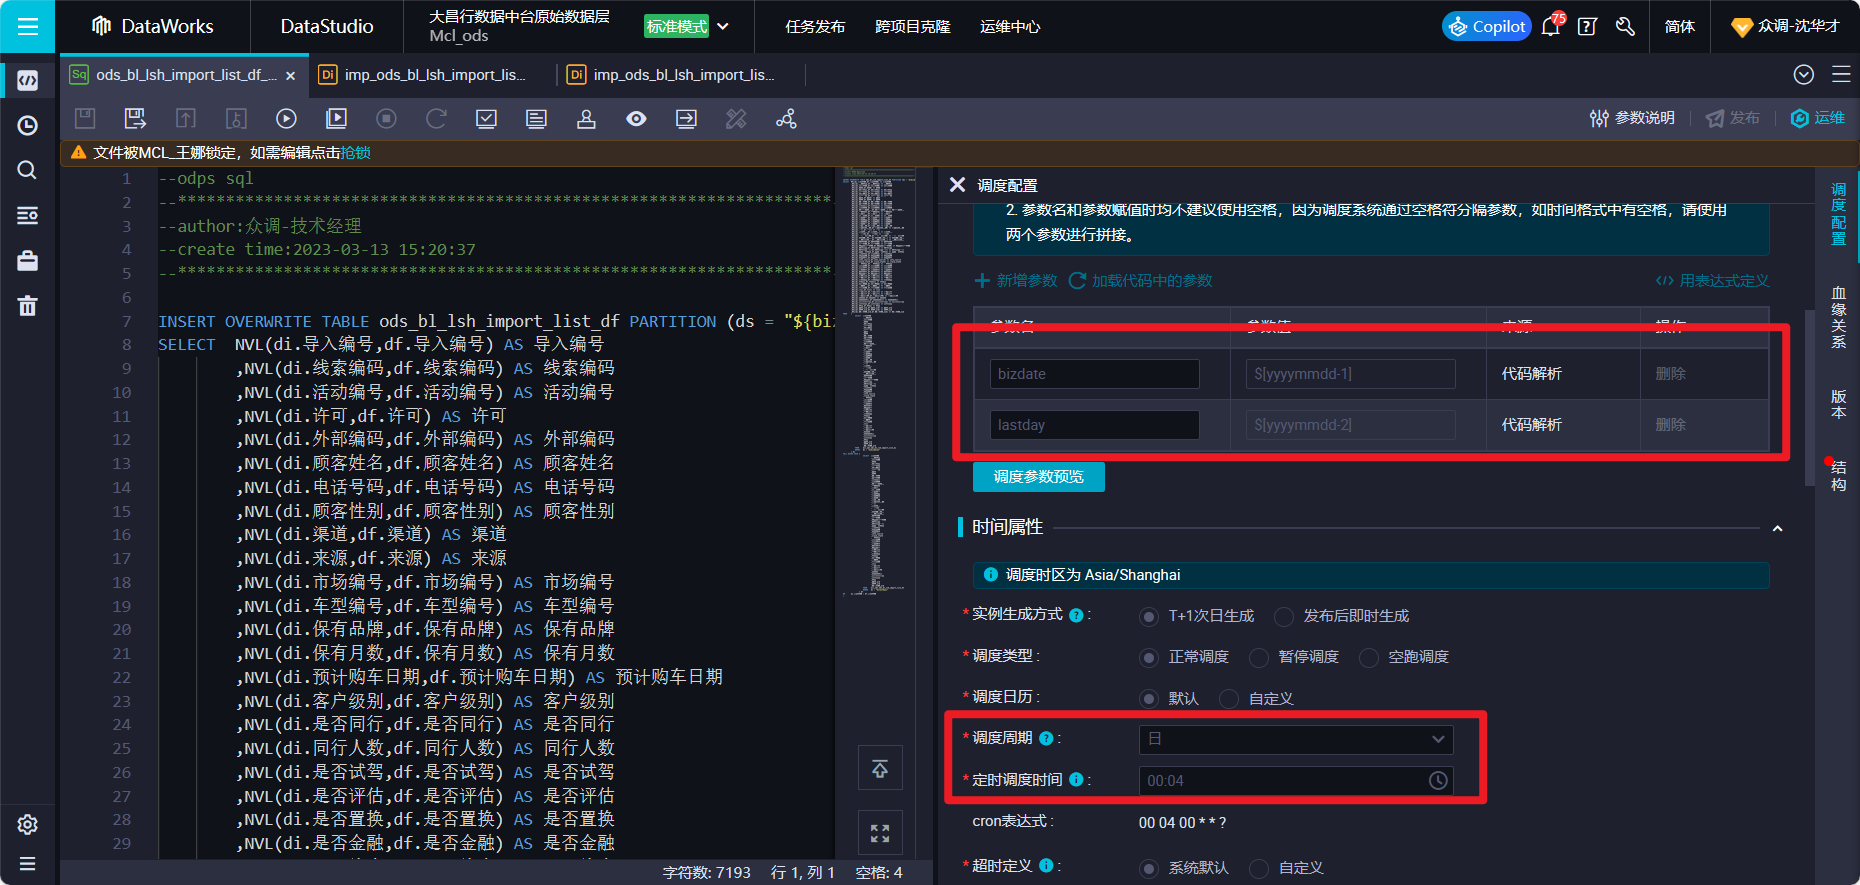 DataWorks
DataStudio
大昌行数据中台原始数据层
Mcl_ods
标准模式
任务发布
跨项目克隆
运维中心
Copilot
75
简体
众调-沈华才
Sq ods_bl_lsh_import_list_df_...
Di imp_ods_bl_lsh_import_lis...
Di imp_ods_bl_lsh_import_lis...
参数说明
发布
运维
文件被MCL_王娜锁定，如需编辑点击抢锁
1 --odps sql
2 --********************************************************************
3 --author:众调-技术经理
4 --create time:2023-03-13 15:20:37
5 --********************************************************************
6
7 INSERT OVERWRITE TABLE ods_bl_lsh_import_list_df PARTITION (ds = "${biz
8 SELECT NVL(di.导入编号,df.导入编号) AS 导入编号
9 ,NVL(di.线索编码,df.线索编码) AS 线索编码
10 ,NVL(di.活动编号,df.活动编号) AS 活动编号
11 ,NVL(di.许可,df.许可) AS 许可
12 ,NVL(di.外部编码,df.外部编码) AS 外部编码
13 ,NVL(di.顾客姓名,df.顾客姓名) AS 顾客姓名
14 ,NVL(di.电话号码,df.电话号码) AS 电话号码
15 ,NVL(di.顾客性别,df.顾客性别) AS 顾客性别
16 ,NVL(di.渠道,df.渠道) AS 渠道
17 ,NVL(di.来源,df.来源) AS 来源
18 ,NVL(di.市场编号,df.市场编号) AS 市场编号
19 ,NVL(di.车型编号,df.车型编号) AS 车型编号
20 ,NVL(di.保有品牌,df.保有品牌) AS 保有品牌
21 ,NVL(di.保有月数,df.保有月数) AS 保有月数
22 ,NVL(di.预计购车日期,df.预计购车日期) AS 预计购车日期
23 ,NVL(di.客户级别,df.客户级别) AS 客户级别
24 ,NVL(di.是否同行,df.是否同行) AS 是否同行
25 ,NVL(di.同行人数,df.同行人数) AS 同行人数
26 ,NVL(di.是否试驾,df.是否试驾) AS 是否试驾
27 ,NVL(di.是否评估,df.是否评估) AS 是否评估
28 ,NVL(di.是否置换,df.是否置换) AS 是否置换
29 ,NVL(di.是否金融,df.是否金融) AS 是否金融
字符数: 7193 行 1, 列 1 空格: 4
调度配置
2. 参数名和参数赋值时均不建议使用空格，因为调度系统通过空格符分隔参数，如时间格式中有空格，请使用
两个参数进行拼接。
新增参数
加载代码中的参数
用表达式定义
参数名 参数值 来源 操作
bizdate $[yyyymmdd-1] 代码解析 删除
lastday $[yyyymmdd-2] 代码解析 删除
调度参数预览
时间属性
调度时区为 Asia/Shanghai
*实例生成方式 : T+1次日生成 发布后即时生成
*调度类型 : 正常调度 暂停调度 空跑调度
*调度日历 : 默认 自定义
*调度周期 : 日
*定时调度时间 : 00:04
cron表达式 : 00 04 00 * * ?
*超时定义 : 系统默认 自定义
调度配置
血缘关系
版本
结构